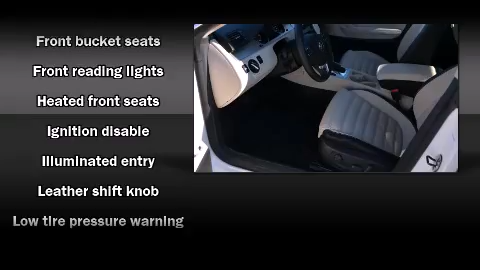 Front bucket seats
Front reading lights
Heated front seats
Ignition disable
Illuminated entry
Leather shift knob
Low tire pressure warning